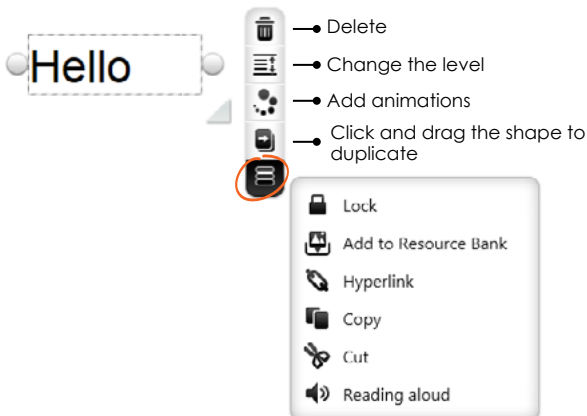 Hello
Delete
Change the level
Add animations
Click and drag the shape to
duplicate
Lock
Add to Resource Bank
Hyperlink
Copy
Cut
Reading aloud